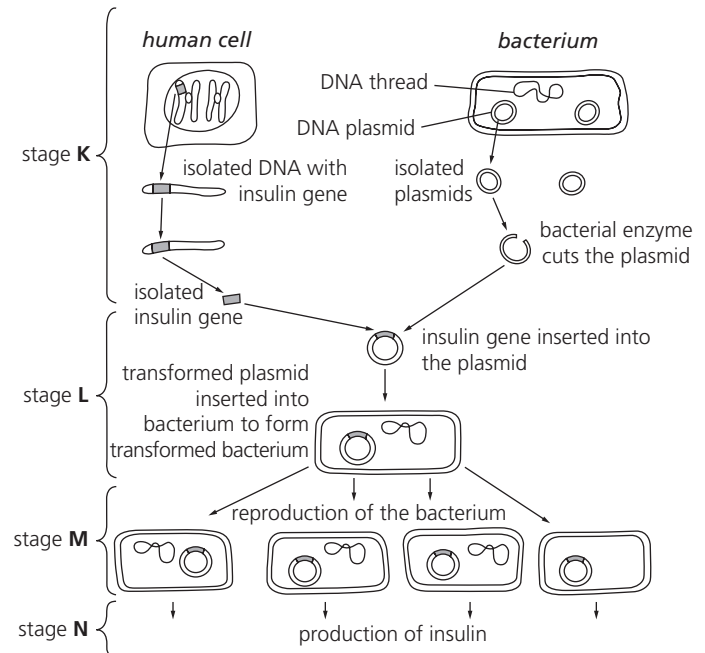 human cell
bacterium
DNA thread
DNA plasmid
stage K
isolated DNA with
insulin gene
isolated
plasmids
bacterial enzyme
cuts the plasmid
isolated
insulin gene
insulin gene inserted into
the plasmid
stage L
transformed plasmid
inserted into
bacterium to form
transformed bacterium
reproduction of the bacterium
stage M
stage N
production of insulin